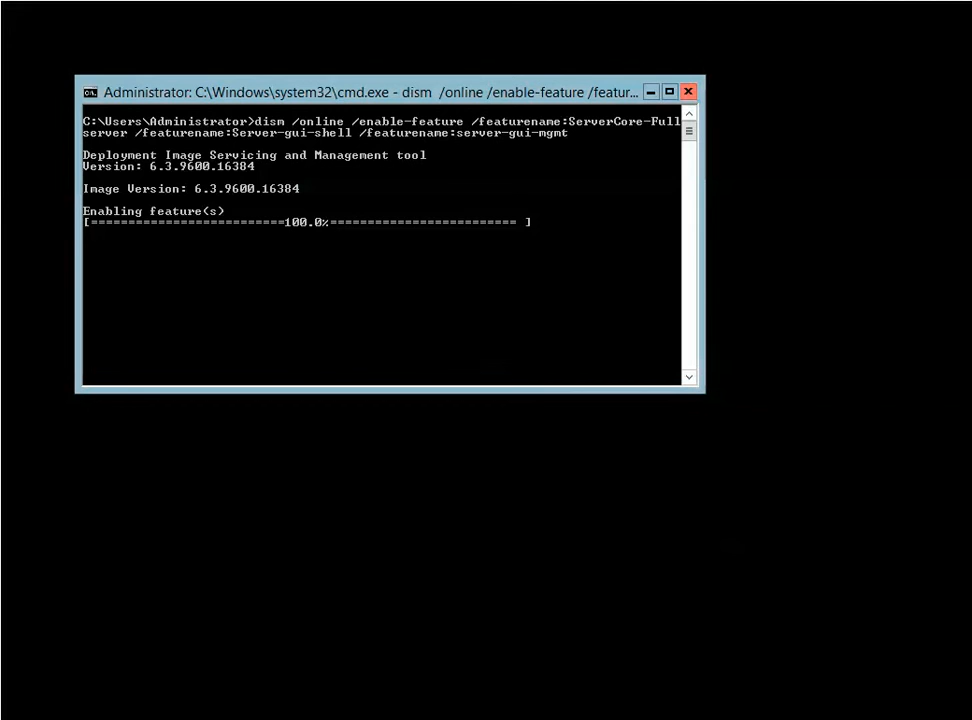 Administrator: C:\Windows\system32\cmd.exe - dism  /online /enable-feature /featur...
C:\Users\Administrator>dism /online /enable-feature /featurename:ServerCore-Full
server /featurename:Server-gui-shell /featurename:server-gui-mgmt
Deployment Image Servicing and Management tool
Version: 6.3.9600.16384
Image Version: 6.3.9600.16384
Enabling feature(s)
[==========================100.0%========================= ]